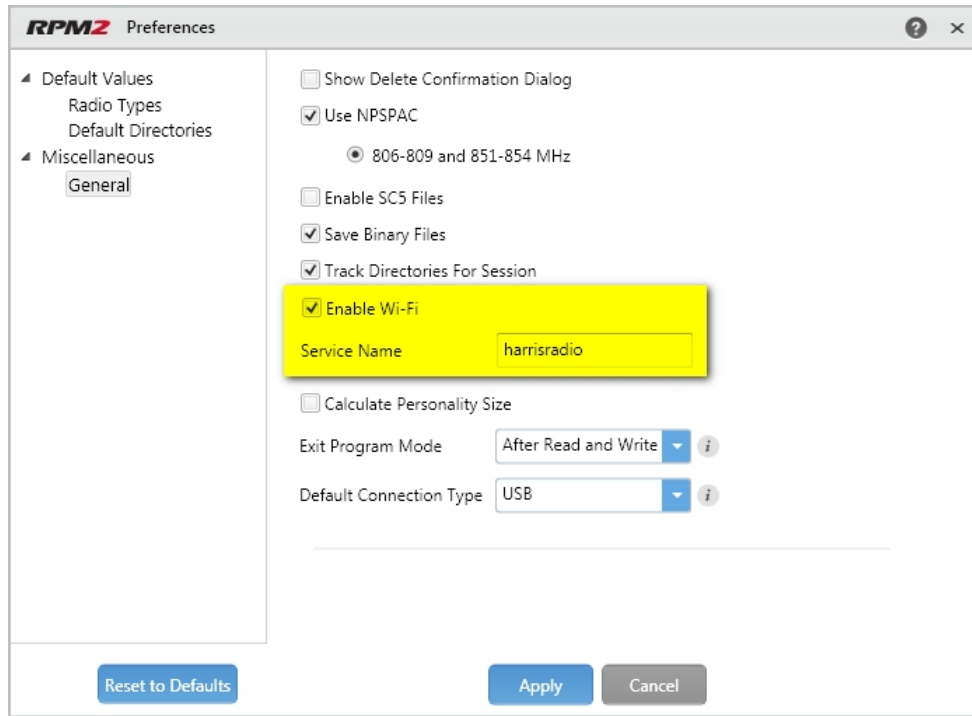 RPM2 Preferences
Default Values
Radio Types
Default Directories
Miscellaneous
General
Show Delete Confirmation Dialog
Use NPSPAC
806-809 and 851-854 MHz
Enable SC5 Files
Save Binary Files
Track Directories For Session
Enable Wi-Fi
Service Name harrisradio
Calculate Personality Size
Exit Program Mode After Read and Write
Default Connection Type USB
Reset to Defaults Apply Cancel